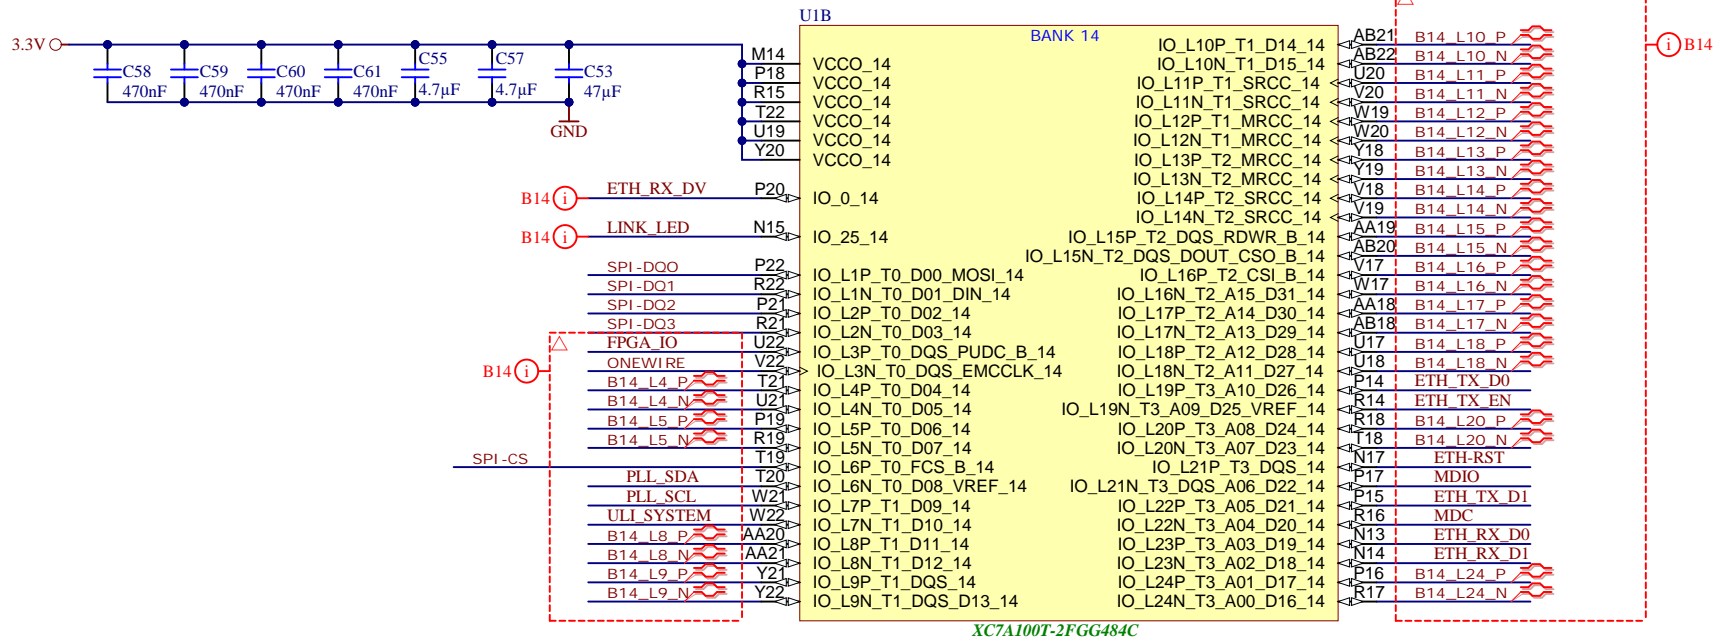 U1B
BANK 14
3.3V
C58
470nF
C59
470nF
C60
470nF
C61
470nF
C55
4.7µF
C57
4.7µF
C53
47µF
GND
M14 VCCO_14
P18 VCCO_14
R15 VCCO_14
T22 VCCO_14
U19 VCCO_14
Y20 VCCO_14
B14 i ETH_RX_DV P20 IO_0_14
B14 i LINK_LED N15 IO_25_14
SPI-DQ0 P22 IO_L1P_T0_D00_MOSI_14
SPI-DQ1 R22 IO_L1N_T0_D01_DIN_14
SPI-DQ2 P21 IO_L2P_T0_D02_14
SPI-DQ3 R21 IO_L2N_T0_D03_14
FPGA_IO U22 IO_L3P_T0_DQS_PUDC_B_14
B14 i ONEWIRE V22 IO_L3N_T0_DQS_EMCCLK_14
B14_L4_P T21 IO_L4P_T0_D04_14
B14_L4_N U21 IO_L4N_T0_D05_14
B14_L5_P P19 IO_L5P_T0_D06_14
B14_L5_N R19 IO_L5N_T0_D07_14
SPI-CS T19 IO_L6P_T0_FCS_B_14
PLL_SDA T20 IO_L6N_T0_D08_VREF_14
PLL_SCL W21 IO_L7P_T1_D09_14
ULI_SYSTEM W22 IO_L7N_T1_D10_14
B14_L8_P AA20 IO_L8P_T1_D11_14
B14_L8_N AA21 IO_L8N_T1_D12_14
B14_L9_P Y21 IO_L9P_T1_DQS_14
B14_L9_N Y22 IO_L9N_T1_DQS_D13_14
IO_L10P_T1_D14_14 AB21 B14_L10_P i B14
IO_L10N_T1_D15_14 AB22 B14_L10_N
IO_L11P_T1_SRCC_14 U20 B14_L11_P
IO_L11N_T1_SRCC_14 V20 B14_L11_N
IO_L12P_T1_MRCC_14 W19 B14_L12_P
IO_L12N_T1_MRCC_14 W20 B14_L12_N
IO_L13P_T2_MRCC_14 Y18 B14_L13_P
IO_L13N_T2_MRCC_14 Y19 B14_L13_N
IO_L14P_T2_SRCC_14 V18 B14_L14_P
IO_L14N_T2_SRCC_14 V19 B14_L14_N
IO_L15P_T2_DQS_RDWR_B_14 AA19 B14_L15_P
IO_L15N_T2_DQS_DOUT_CSO_B_14 AB20 B14_L15_N
IO_L16P_T2_CSI_B_14 V17 B14_L16_P
IO_L16N_T2_A15_D31_14 W17 B14_L16_N
IO_L17P_T2_A14_D30_14 AA18 B14_L17_P
IO_L17N_T2_A13_D29_14 AB18 B14_L17_N
IO_L18P_T2_A12_D28_14 U17 B14_L18_P
IO_L18N_T2_A11_D27_14 U18 B14_L18_N
IO_L19P_T3_A10_D26_14 P14 ETH_TX_D0
IO_L19N_T3_A09_D25_VREF_14 R14 ETH_TX_EN
IO_L20P_T3_A08_D24_14 R18 B14_L20_P
IO_L20N_T3_A07_D23_14 T18 B14_L20_N
IO_L21P_T3_DQS_14 N17 ETH-RST
IO_L21N_T3_DQS_A06_D22_14 P17 MDIO
IO_L22P_T3_A05_D21_14 P15 ETH_TX_D1
IO_L22N_T3_A04_D20_14 R16 MDC
IO_L23P_T3_A03_D19_14 N13 ETH_RX_D0
IO_L23N_T3_A02_D18_14 N14 ETH_RX_D1
IO_L24P_T3_A01_D17_14 P16 B14_L24_P
IO_L24N_T3_A00_D16_14 R17 B14_L24_N
XC7A100T-2FGG484C